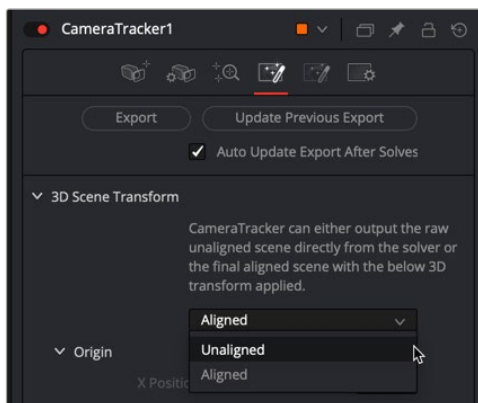 CameraTracker1
Export
Update Previous Export
Auto Update Export After Solves
3D Scene Transform
CameraTracker can either output the raw
unaligned scene directly from the solver or
the final aligned scene with the below 3D
transform applied.
Aligned
Unaligned
Origin
Aligned
X Positio